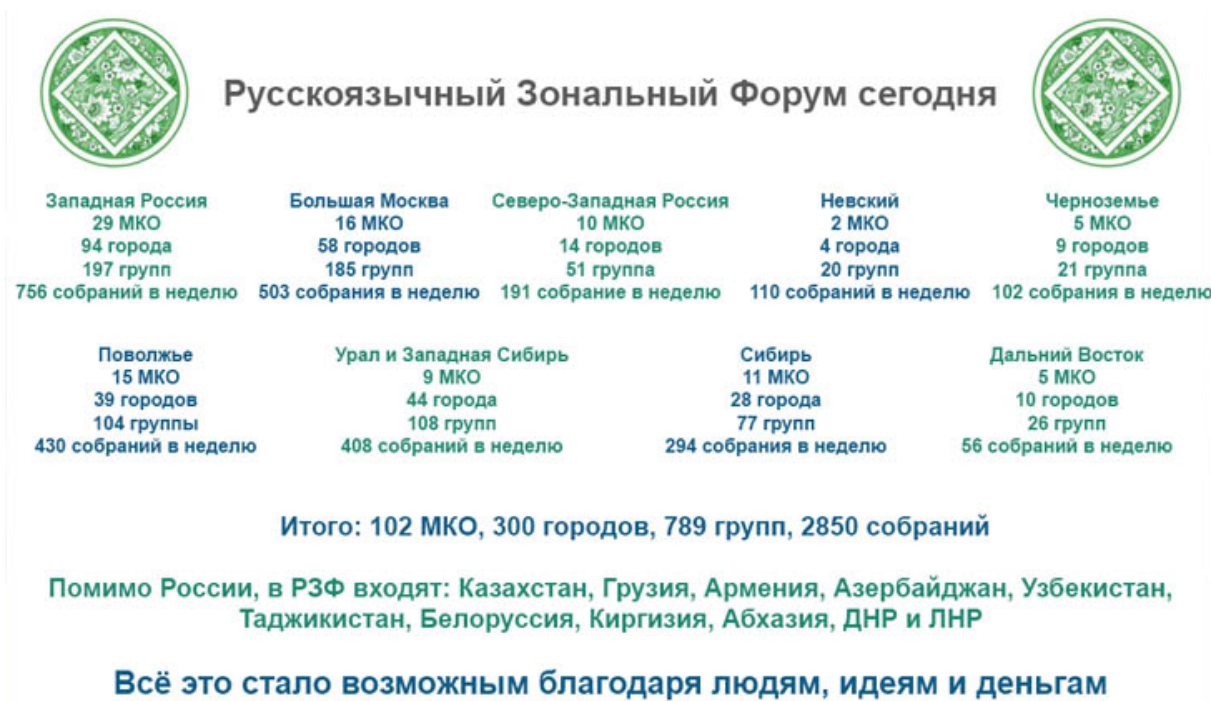 Русскоязычный Зональный Форум сегодня
Западная Россия
29 МКО
94 города
197 групп
756 собраний в неделю
Большая Москва
16 МКО
58 городов
185 групп
503 собрания в неделю
Северо-Западная Россия
10 МКО
14 городов
51 группа
191 собрание в неделю
Невский
2 МКО
4 города
20 групп
110 собраний в неделю
Черноземье
5 МКО
9 городов
21 группа
102 собрания в неделю
Поволжье
15 МКО
39 городов
104 группы
430 собраний в неделю
Урал и Западная Сибирь
9 МКО
44 города
108 групп
408 собраний в неделю
Сибирь
11 МКО
28 города
77 групп
294 собрания в неделю
Дальний Восток
5 МКО
10 городов
26 групп
56 собраний в неделю
Итого: 102 МКО, 300 городов, 789 групп, 2850 собраний
Помимо России, в РЗФ входят: Казахстан, Грузия, Армения, Азербайджан, Узбекистан,
Таджикистан, Белоруссия, Киргизия, Абхазия, ДНР и ЛНР
Всё это стало возможным благодаря людям, идеям и деньгам